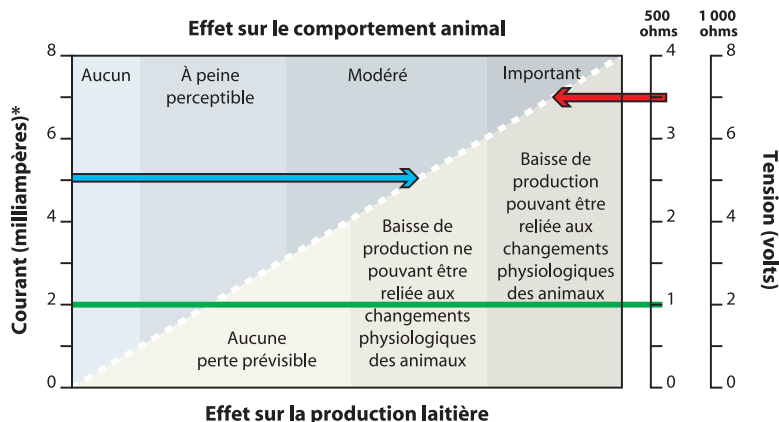 Effet sur le comportement animal
500
ohms
1 000
ohms
Courant (milliampères)*
8
6
4
2
0
Aucun
À peine
perceptible
Modéré
Important
Aucune
perte prévisible
Baisse de
production ne
pouvant être
reliée aux
changements
physiologiques
des animaux
Baisse de
production
pouvant être
reliée aux
changements
physiologiques
des animaux
4
3
2
1
0
8
6
4
2
0
Tension (volts)
Effet sur la production laitière